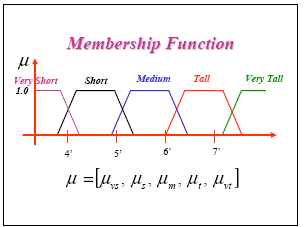 Membership Function
μ
Very Short Short Medium Tall Very Tall
1.0
4' 5' 6' 7'
μ = [μvs, μs, μm, μt, μvt]